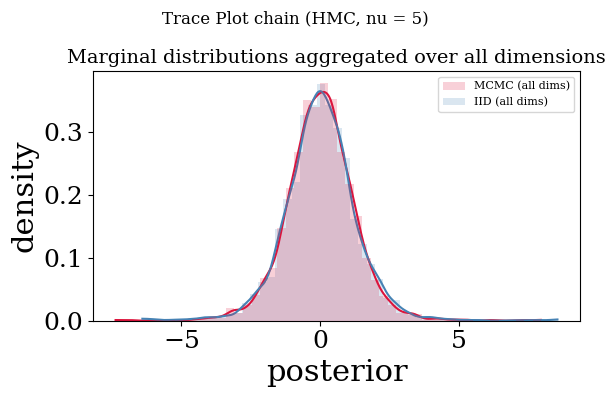 Trace Plot chain (HMC, nu = 5)
Marginal distributions aggregated over all dimensions
MCMC (all dims)
IID (all dims)
density
0.3
0.2
0.1
0.0
−5 0 5
posterior